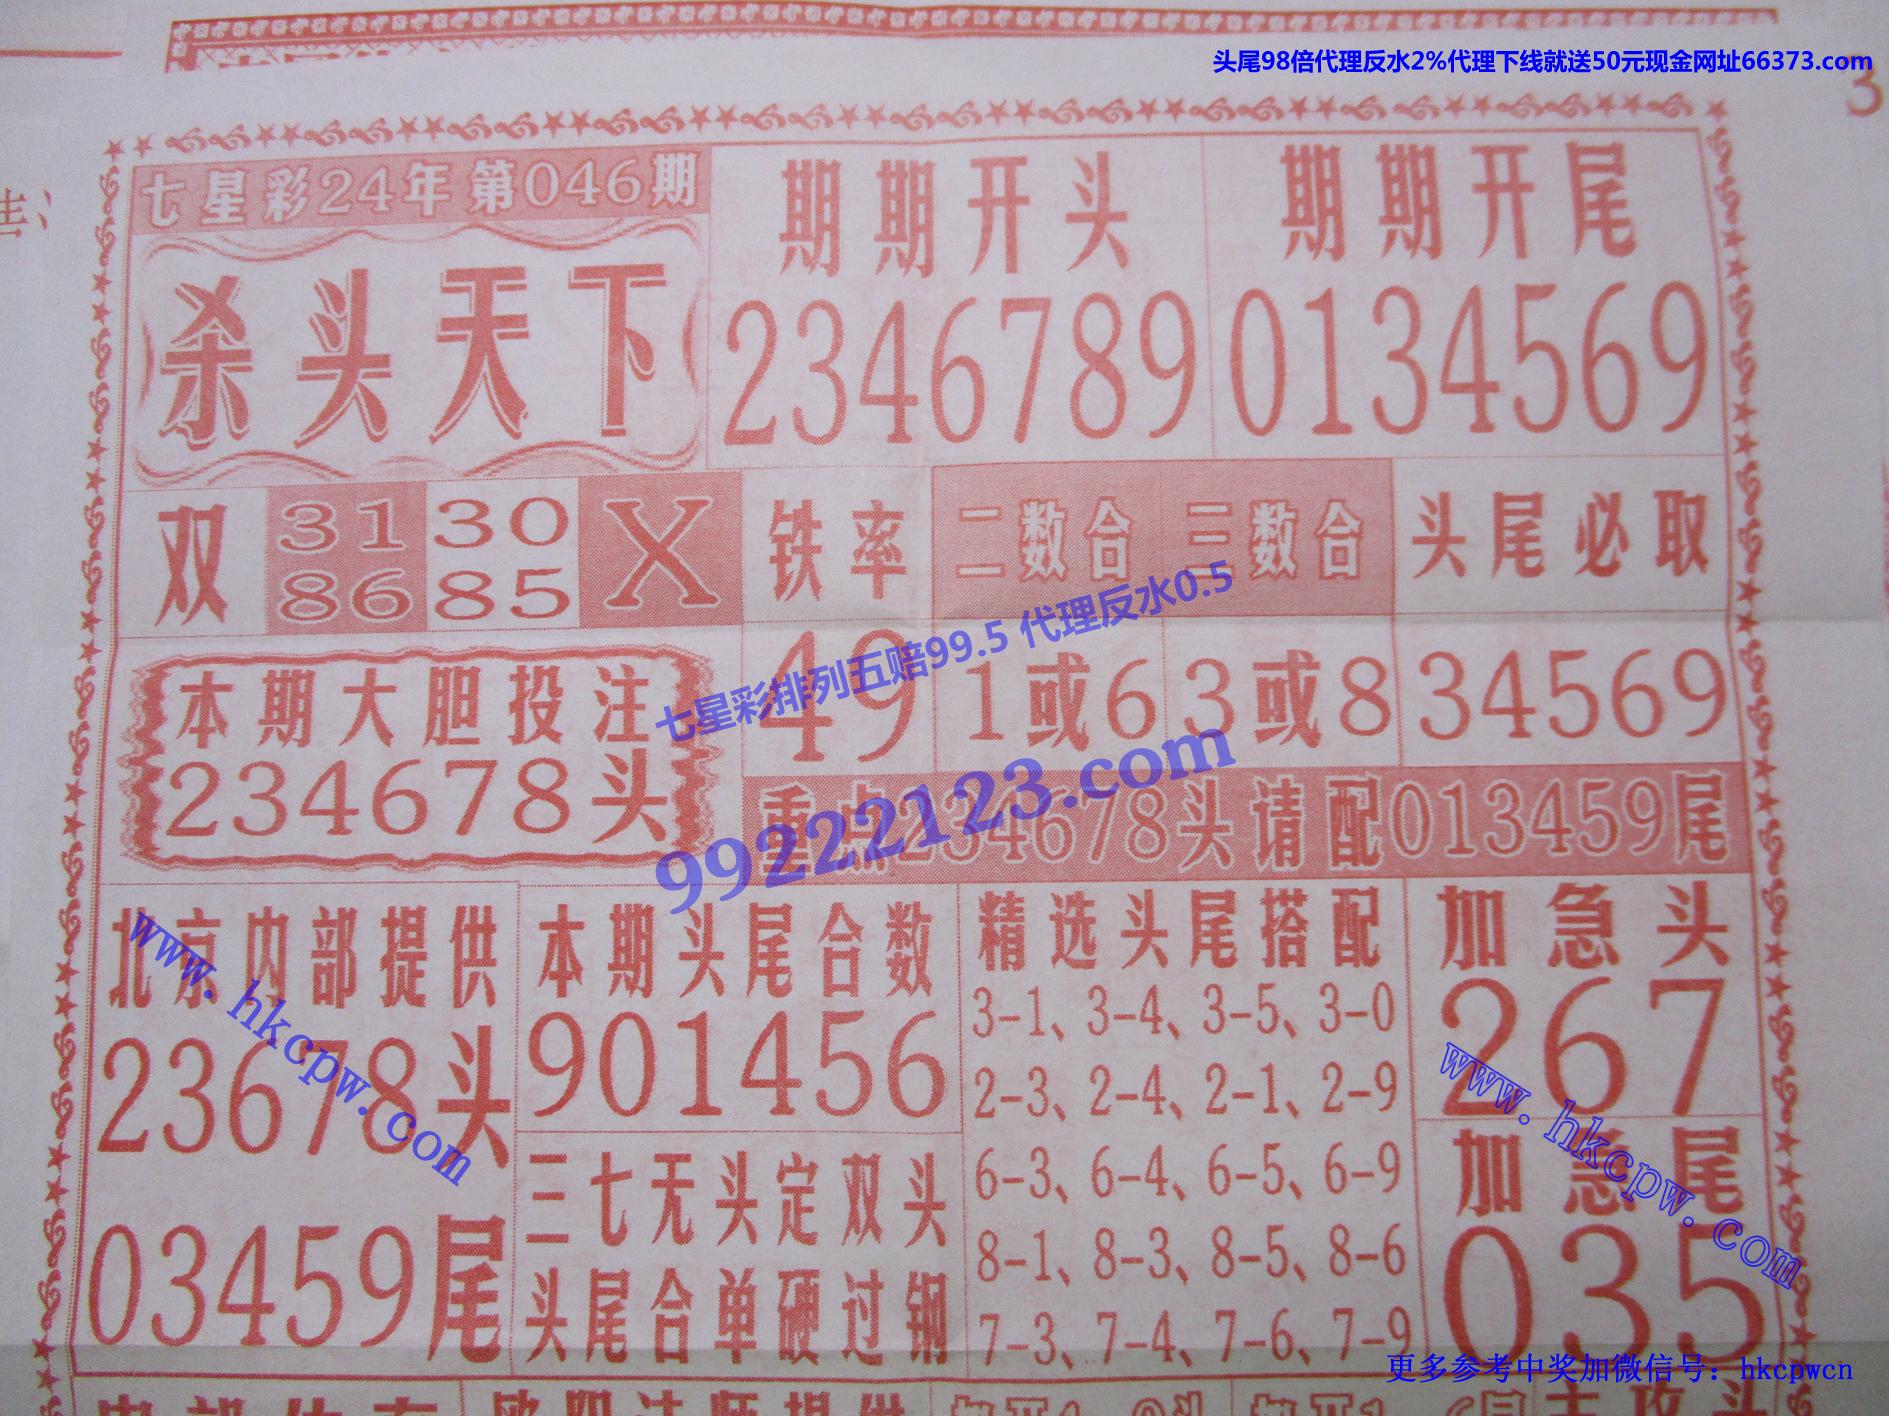 头尾98倍代理反水2%代理下线就送50元现金网址66373.com
3
七星彩24年第046期
杀头天下
期期开头
2346789
期期开尾
0134569
双
31 30
86 85
X
铁率
49
二数合
1或6
三数合
3或8
头尾必取
34569
七星彩排列五赔99.5 代理反水0.5
99222123.com
本期大胆投注
234678头
重点234678头请配013459尾
北京内部提供
23678头
03459尾
www.hkcpw.com
本期头尾合数
901456
三七无头定双头
头尾合单硬过钢
精选头尾搭配
3-1、3-4、3-5、3-0
2-3、2-4、2-1、2-9
6-3、6-4、6-5、6-9
8-1、8-3、8-5、8-6
7-3、7-4、7-6、7-9
加急头
267
加急尾
035
www.hkcpw.com
更多参考中奖加微信号：hkcpwcn